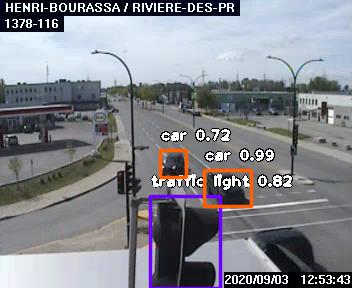 HENRI-BOURASSA / RIVIERE-DES-PR
1378-116
car 0.72
car 0.99
traffic light 0.82
2020/09/03 12:53:43